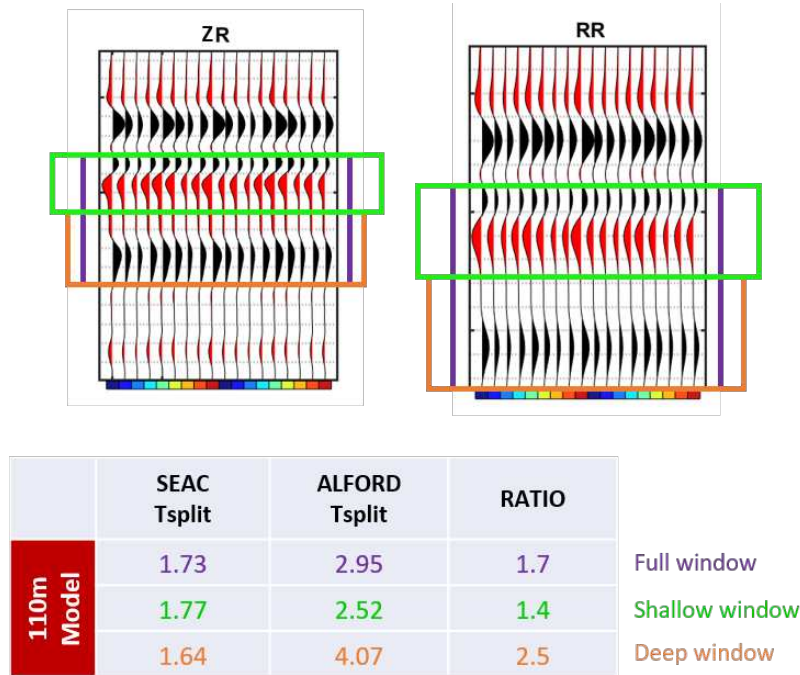 ZR
RR
SEAC Tsplit
ALFORD Tsplit
RATIO
110m Model
1.73 2.95 1.7 Full window
1.77 2.52 1.4 Shallow window
1.64 4.07 2.5 Deep window